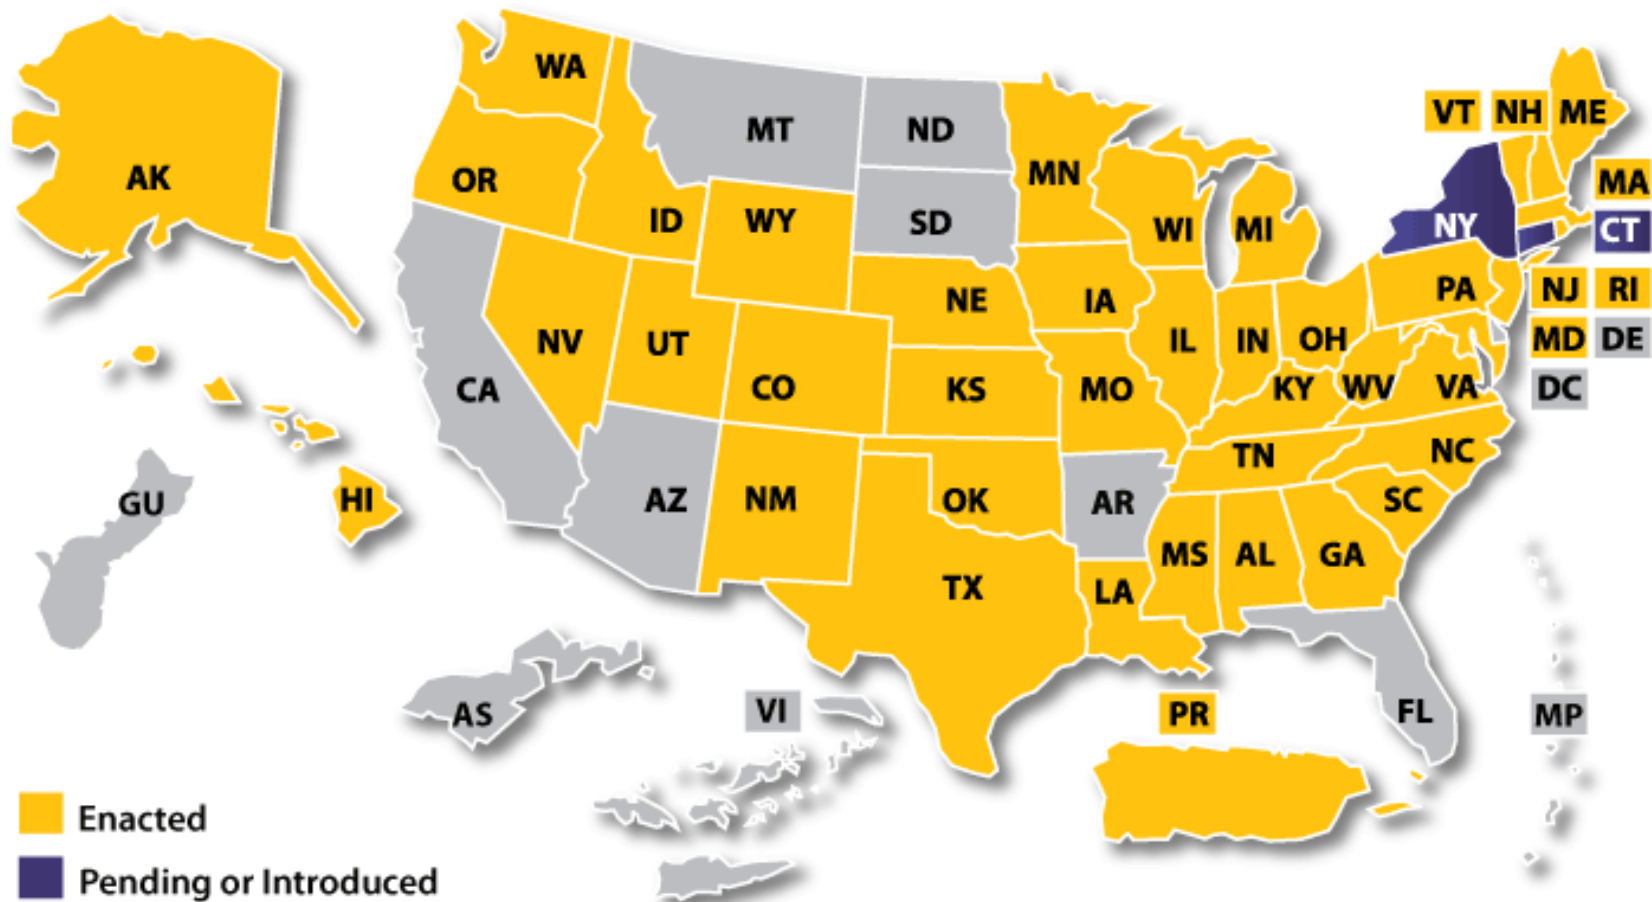 WA
MT
ND
VT
NH
ME
AK
OR
MN
MA
ID
WY
SD
WI
MI
NY
CT
NE
IA
PA
NJ
RI
NV
UT
IL
IN
OH
MD
DE
CA
CO
KS
MO
KY
WV
VA
DC
TN
NC
GU
HI
AZ
NM
OK
AR
SC
MS
AL
GA
TX
LA
AS
VI
PR
FL
MP
Enacted
Pending or Introduced